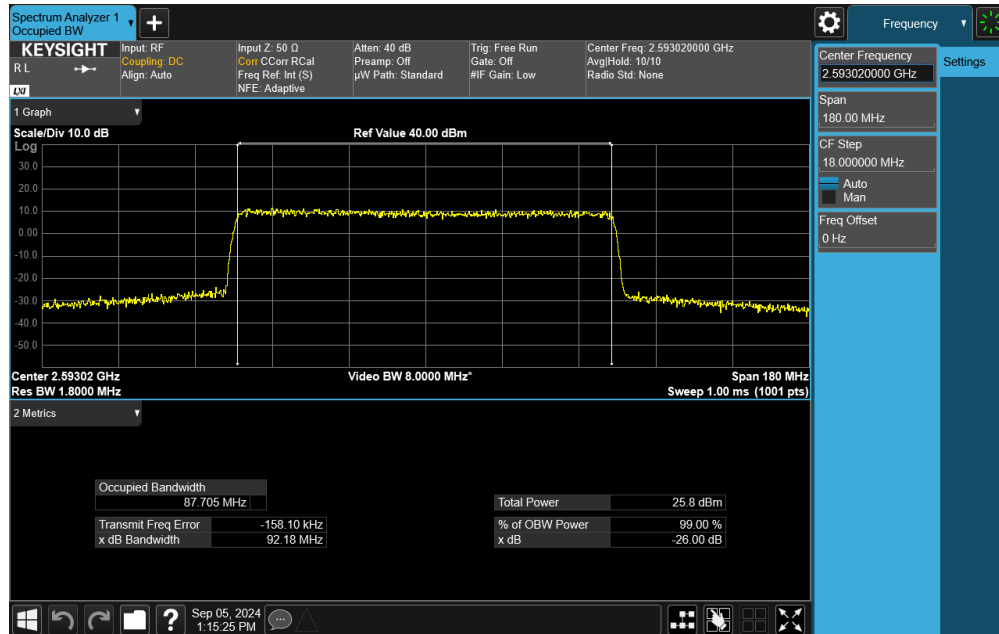 Spectrum Analyzer 1
Occupied BW
+
Frequency
KEYSIGHT
RL
LXI
Input: RF
Coupling: DC
Align: Auto
Input Z: 50 Ω
Corr CCorr RCal
Freq Ref: Int (S)
NFE: Adaptive
Atten: 40 dB
Preamp: Off
µW Path: Standard
Trig: Free Run
Gate: Off
#IF Gain: Low
Center Freq: 2.593020000 GHz
Avg|Hold: 10/10
Radio Std: None
Center Frequency
2.593020000 GHz
Settings
Span
180.00 MHz
CF Step
18.000000 MHz
Auto
Man
Freq Offset
0 Hz
1 Graph
Scale/Div 10.0 dB
Ref Value 40.00 dBm
Log
30.0
20.0
10.0
0.00
-10.0
-20.0
-30.0
-40.0
-50.0
Center 2.59302 GHz
Video BW 8.0000 MHz*
Span 180 MHz
Res BW 1.8000 MHz
Sweep 1.00 ms (1001 pts)
2 Metrics
Occupied Bandwidth
87.705 MHz
Total Power 25.8 dBm
Transmit Freq Error -158.10 kHz
% of OBW Power 99.00 %
x dB Bandwidth 92.18 MHz
x dB -26.00 dB
?
Sep 05, 2024
1:15:25 PM